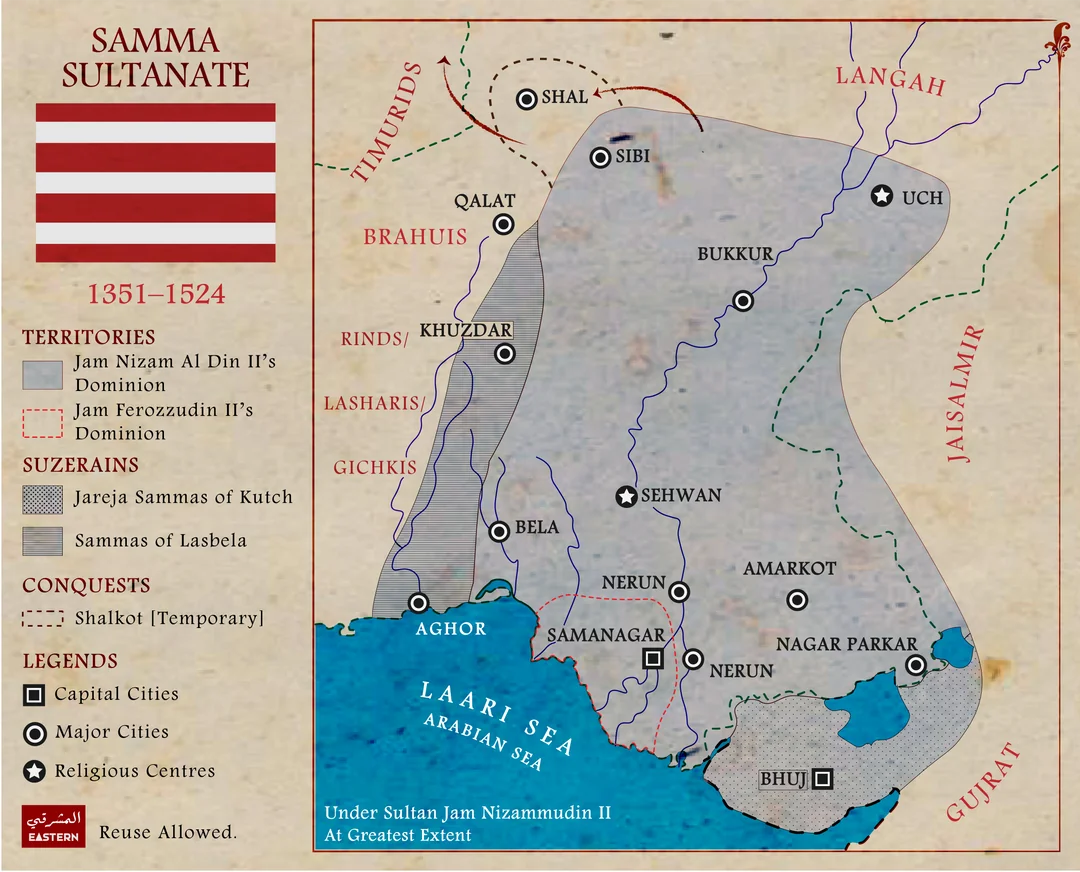 SAMMA
SULTANATE
1351–1524
TERRITORIES
Jam Nizam Al Din II's
Dominion
Jam Ferozzudin II's
Dominion
SUZERAINS
Jareja Sammas of Kutch
Sammas of Lasbela
CONQUESTS
Shalkot [Temporary]
LEGENDS
Capital Cities
Major Cities
Religious Centres
المشرقي
EASTERN
Reuse Allowed.
LANGAH
TIMURIDS
SHAL
SIBI
UCH
QALAT
BRAHUIS
BUKKUR
RINDS/
KHUZDAR
JAISALMIR
LASHARIS/
GICHKIS
SEHWAN
BELA
AMARKOT
NERUN
AGHOR
SAMANAGAR
NAGAR PARKAR
NERUN
LAARI SEA
ARABIAN SEA
BHUJ
GUJRAT
Under Sultan Jam Nizammudin II
At Greatest Extent